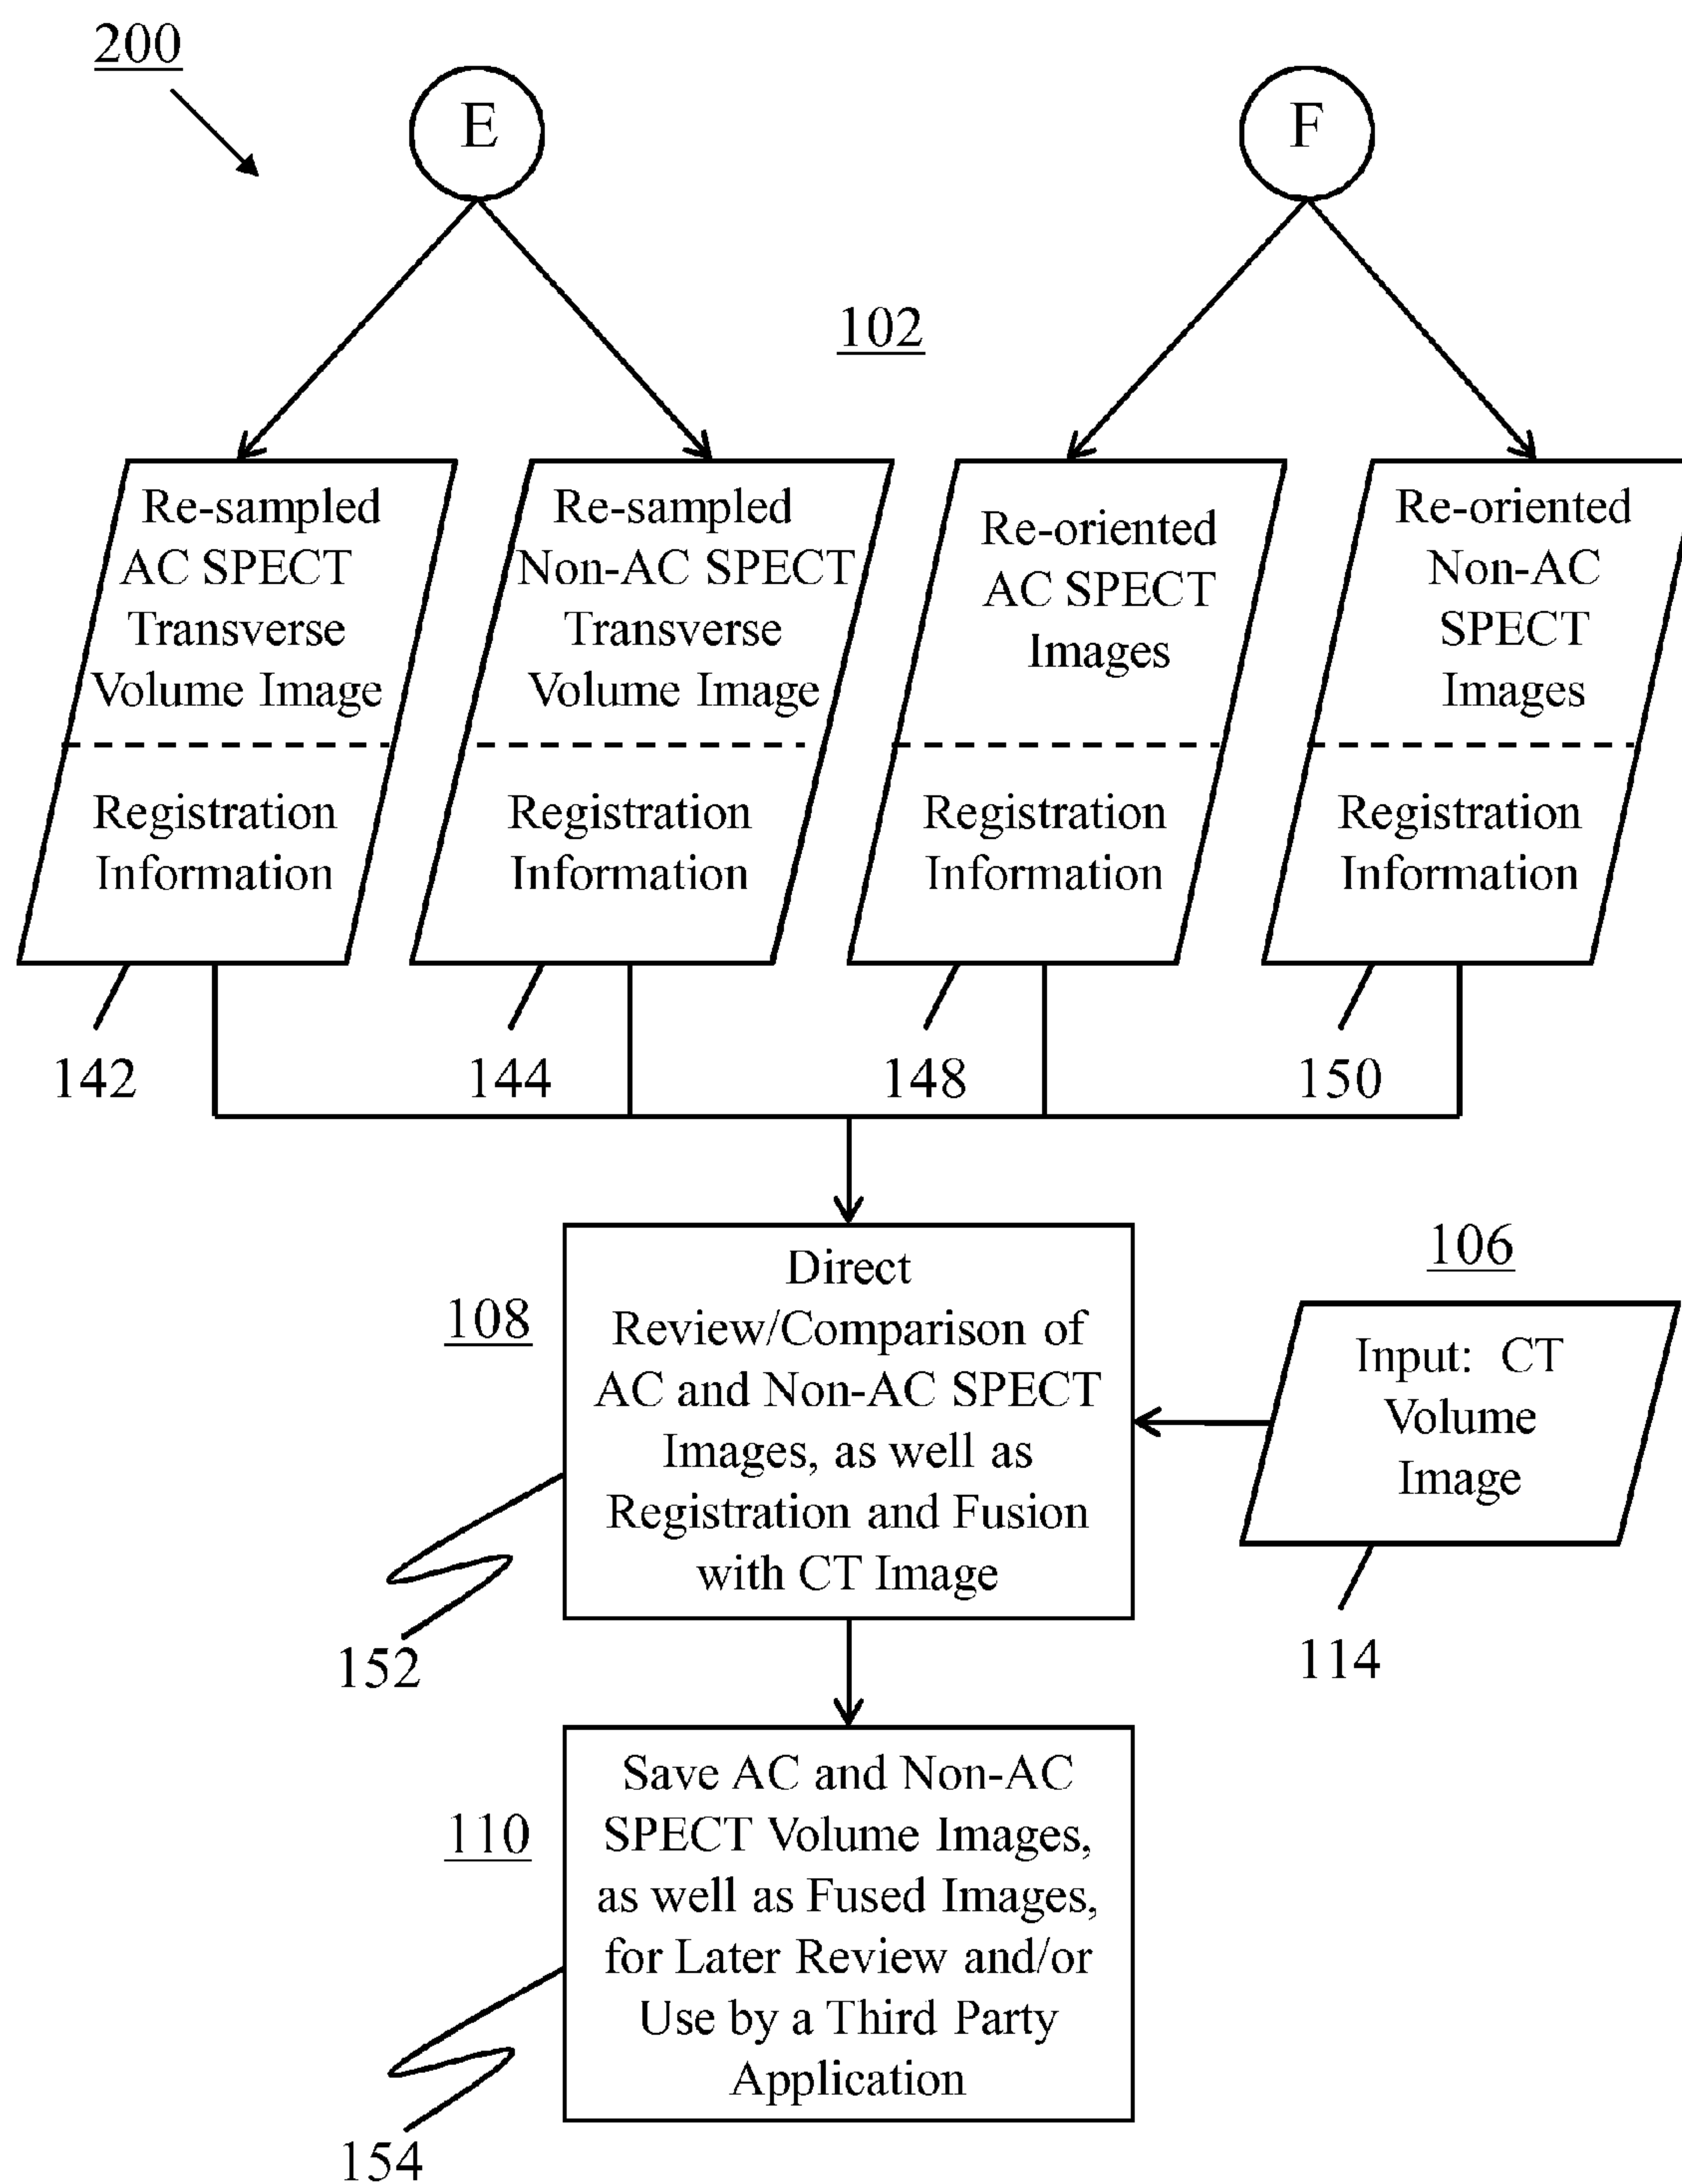 200
E
F
102
Re-sampled
AC SPECT
Transverse
Volume Image
Registration
Information
Re-sampled
Non-AC SPECT
Transverse
Volume Image
Registration
Information
Re-oriented
AC SPECT
Images
Registration
Information
Re-oriented
Non-AC
SPECT
Images
Registration
Information
142
144
148
150
108
Direct
Review/Comparison of
AC and Non-AC SPECT
Images, as well as
Registration and Fusion
with CT Image
106
Input: CT
Volume
Image
152
114
110
Save AC and Non-AC
SPECT Volume Images,
as well as Fused Images,
for Later Review and/or
Use by a Third Party
Application
154